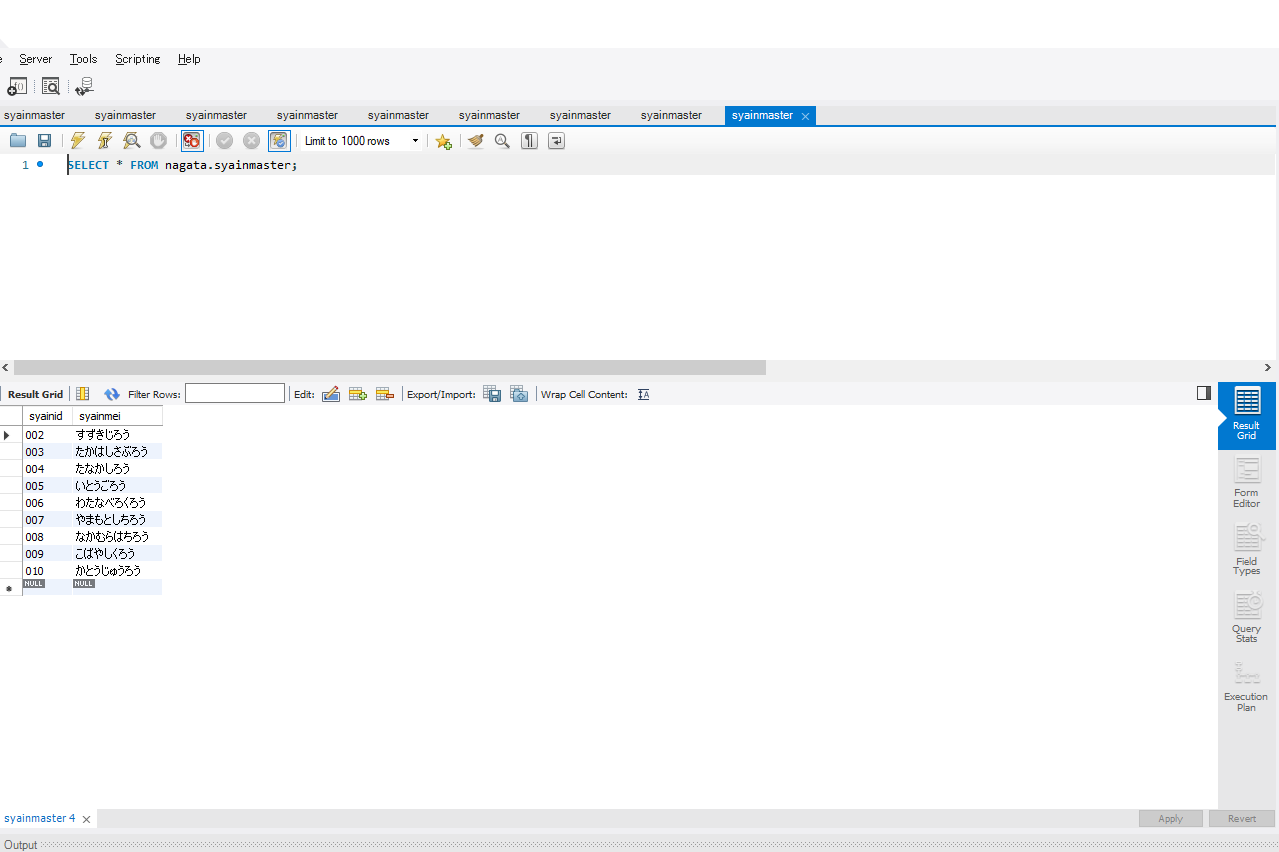 Server Tools Scripting Help
syainmaster syainmaster syainmaster syainmaster syainmaster syainmaster syainmaster syainmaster syainmaster
Limit to 1000 rows
1 SELECT * FROM nagata.syainmaster;
Result Grid Filter Rows: Edit: Export/Import: Wrap Cell Content:
syainid syainmei
002 すずきじろう
003 たかはしさぶろう
004 たなかしろう
005 いとうごろう
006 わたなべろくろう
007 やまもとしちろう
008 なかむらはちろう
009 こばやしくろう
010 かとうじゅうろう
NULL NULL
Result
Grid
Form
Editor
Field
Types
Query
Stats
Execution
Plan
syainmaster 4
Apply Revert
Output